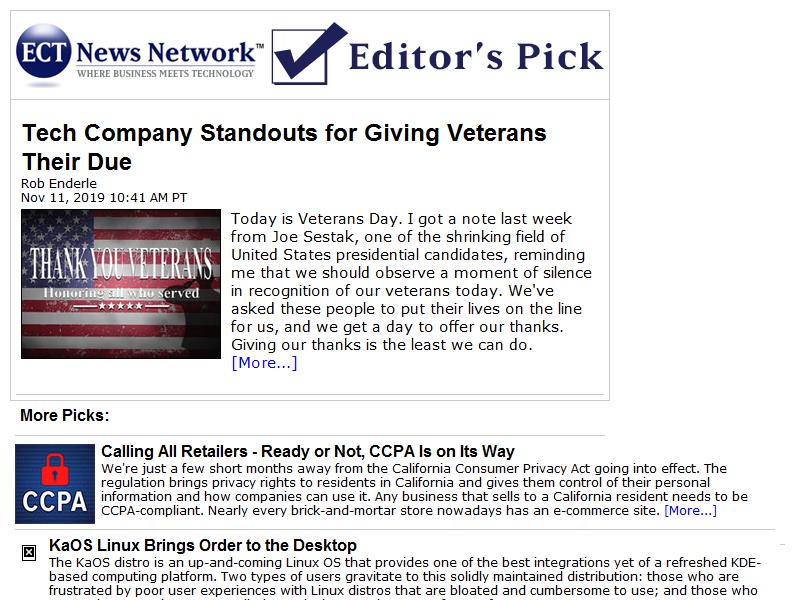 ECT News Network™
WHERE BUSINESS MEETS TECHNOLOGY
Editor's Pick
Tech Company Standouts for Giving Veterans
Their Due
Rob Enderle
Nov 11, 2019 10:41 AM PT
THANK YOU VETERANS
Honoring all who served
Today is Veterans Day. I got a note last week
from Joe Sestak, one of the shrinking field of
United States presidential candidates, reminding
me that we should observe a moment of silence
in recognition of our veterans today. We've
asked these people to put their lives on the line
for us, and we get a day to offer our thanks.
Giving our thanks is the least we can do.
[More...]
More Picks:
CCPA
Calling All Retailers - Ready or Not, CCPA Is on Its Way
We're just a few short months away from the California Consumer Privacy Act going into effect. The
regulation brings privacy rights to residents in California and gives them control of their personal
information and how companies can use it. Any business that sells to a California resident needs to be
CCPA-compliant. Nearly every brick-and-mortar store nowadays has an e-commerce site. [More...]
KaOS Linux Brings Order to the Desktop
The KaOS distro is an up-and-coming Linux OS that provides one of the best integrations yet of a refreshed KDE-
based computing platform. Two types of users gravitate to this solidly maintained distribution: those who are
frustrated by poor user experiences with Linux distros that are bloated and cumbersome to use; and those who